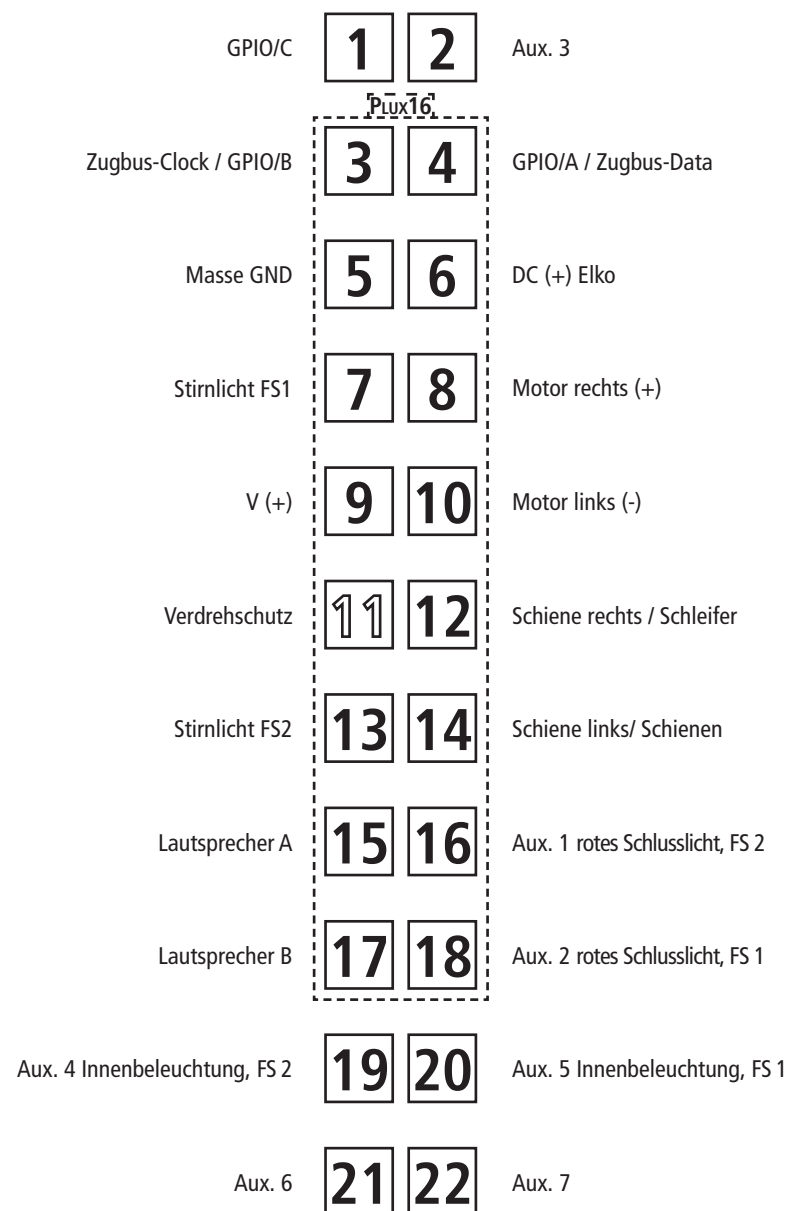 GPIO/C 1 2 Aux. 3
PLUX16
Zugbus-Clock / GPIO/B 3 4 GPIO/A / Zugbus-Data
Masse GND 5 6 DC (+) Elko
Stirnlicht FS1 7 8 Motor rechts (+)
V (+) 9 10 Motor links (-)
Verdrehschutz 11 12 Schiene rechts / Schleifer
Stirnlicht FS2 13 14 Schiene links/ Schienen
Lautsprecher A 15 16 Aux. 1 rotes Schlusslicht, FS 2
Lautsprecher B 17 18 Aux. 2 rotes Schlusslicht, FS 1
Aux. 4 Innenbeleuchtung, FS 2 19 20 Aux. 5 Innenbeleuchtung, FS 1
Aux. 6 21 22 Aux. 7